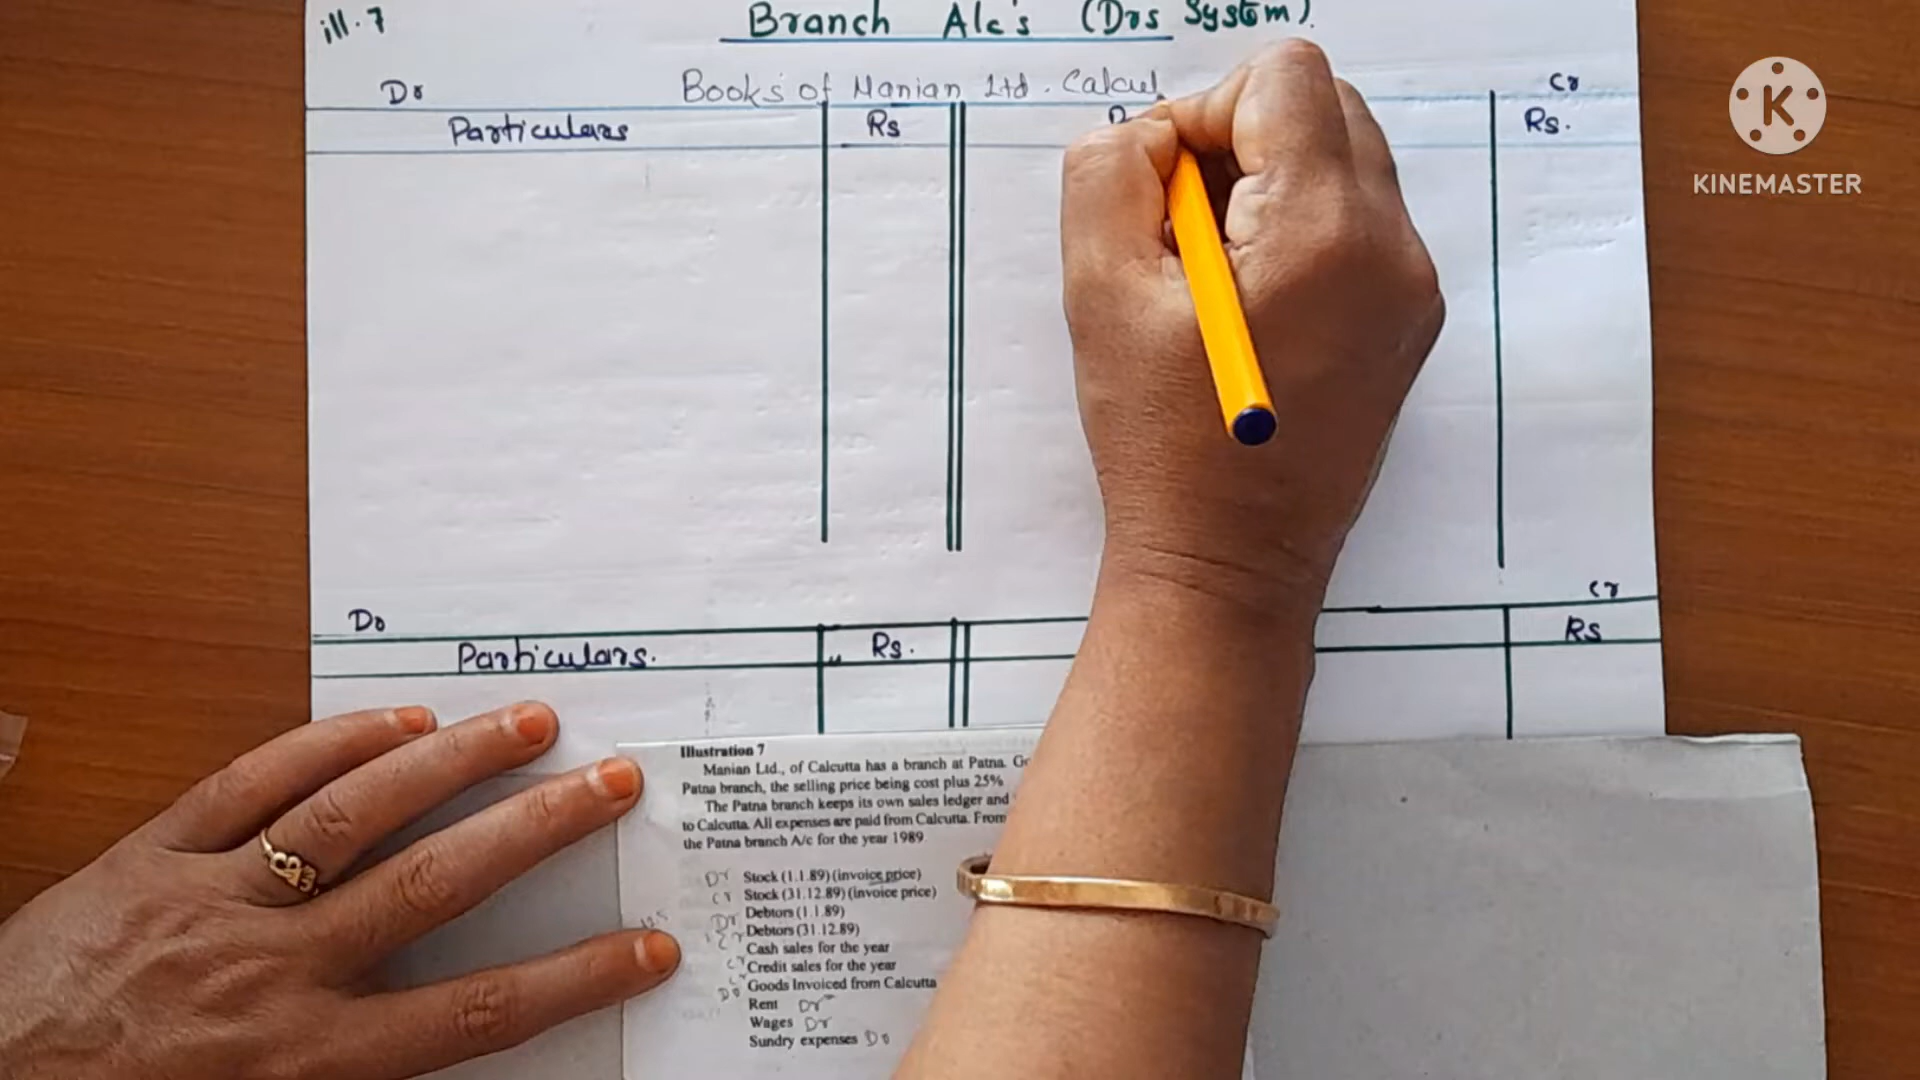 ill.7
Branch A/c's (Drs System).
Books of Manian Ltd. Calcu
Dr
Cr
Particulars Rs Rs.
KINEMASTER
Dr
Cr
Particulars. Rs. Rs
Illustration 7
Manian Ltd., of Calcutta has a branch at Patna.
Patna branch, the selling price being cost plus 25%
The Patna branch keeps its own sales ledger and
to Calcutta. All expenses are paid from Calcutta. From
the Patna branch A/c for the year 1989
Dr Stock (1.1.89) (invoice price)
Cr Stock (31.12.89) (invoice price)
Dr Debtors (1.1.89)
Cr Debtors (31.12.89)
Cash sales for the year
Cr Credit sales for the year
Dr Goods Invoiced from Calcutta
Rent Dr
Wages Dr
Sundry expenses Dr